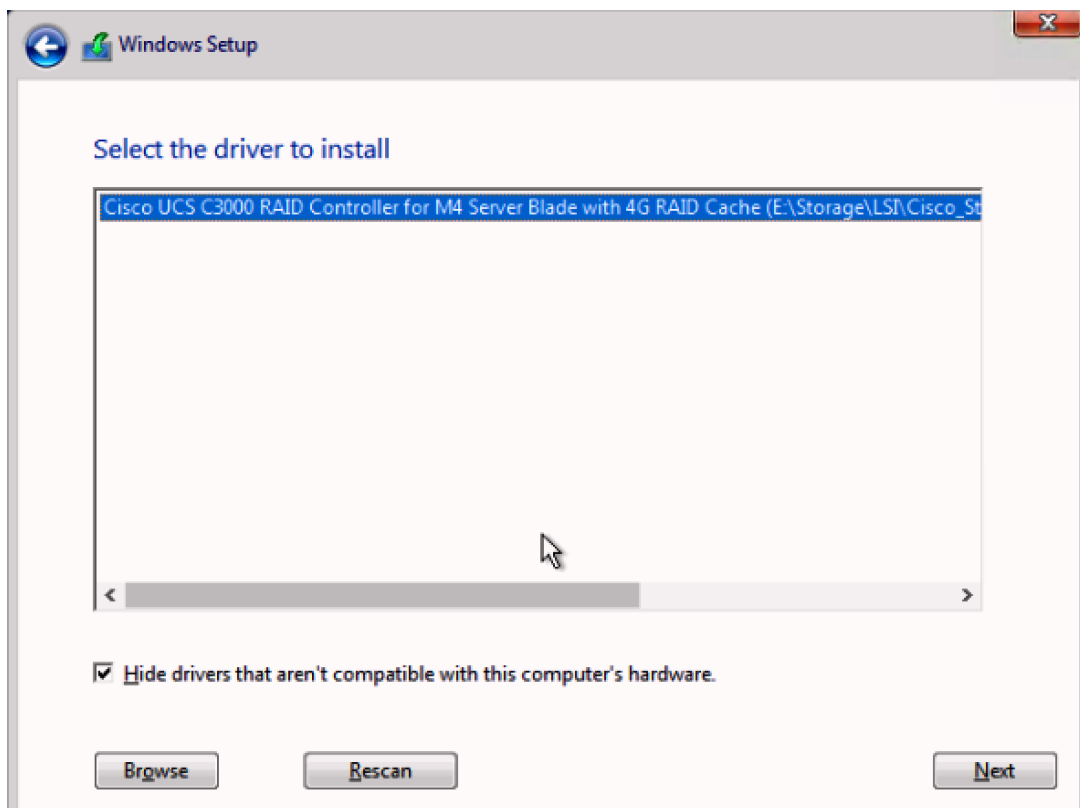 Windows Setup
Select the driver to install
Cisco UCS C3000 RAID Controller for M4 Server Blade with 4G RAID Cache (E:\Storage\LSI\Cisco_St
Hide drivers that aren't compatible with this computer's hardware.
Browse Rescan Next